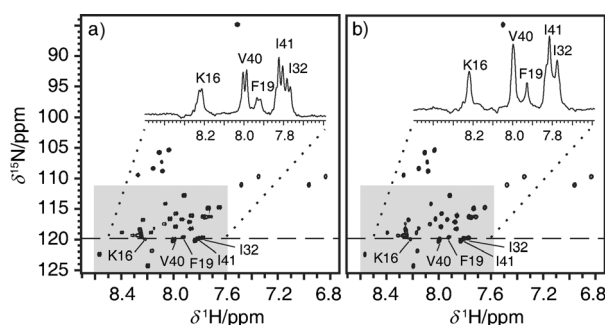 a)
I41
V40
I32
K16
F19
8.2 8.0 7.8
85
90
95
100
105
110
115
120
125
δ¹⁵N/ppm
K16
V40
F19
I41
I32
8.4 8.0 7.6 7.2 6.8
δ¹H/ppm
b)
I41
V40
I32
K16
F19
8.2 8.0 7.8
K16
V40
F19
I41
I32
8.4 8.0 7.6 7.2 6.8
δ¹H/ppm